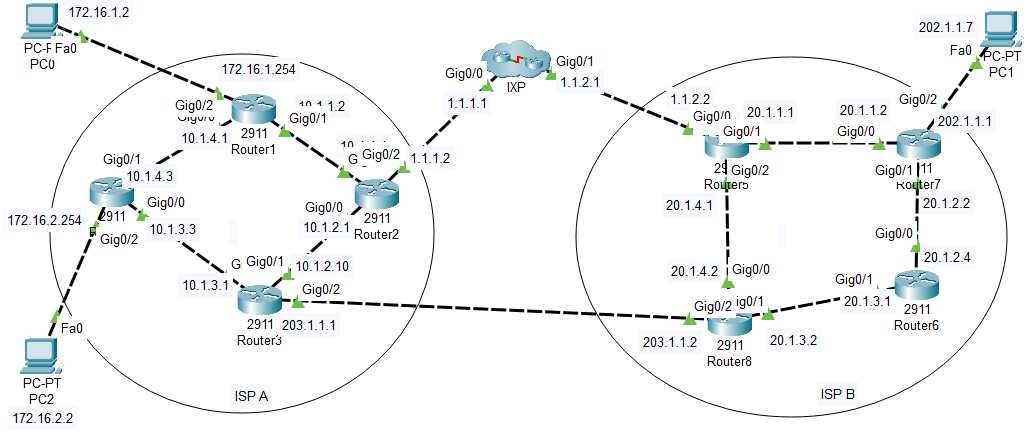 172.16.1.2
PC-F
Fa0
PC0
172.16.1.254
Gig0/2
2911
Router1
Gig0/1
10.1.4.1
Gig0/1
10.1.4.3
2911
172.16.2.254
Gig0/2
Gig0/0
10.1.3.3
Fa0
PC-PT
PC2
172.16.2.2
10.1.3.1
Gig0/1
10.1.2.10
Gig0/2
2911
Router3
203.1.1.1
Gig0/0
10.1.2.1
2911
Router2
Gig0/2
1.1.1.2
1.1.1.1
Gig0/0
IXP
Gig0/1
1.1.2.1
ISP A
1.1.2.2
Gig0/1
20.1.1.1
Gig0/2
20.1.4.1
20.1.1.2
Gig0/0
Gig0/2
202.1.1.1
Gig0/1
Router7
202.1.1.7
Fa0
PC-PT
PC1
20.1.2.2
Gig0/0
20.1.2.4
Gig0/1
20.1.3.1
2911
Router6
20.1.4.2
Gig0/0
Gig0/2
203.1.1.2
2911
Router8
20.1.3.2
ISP B